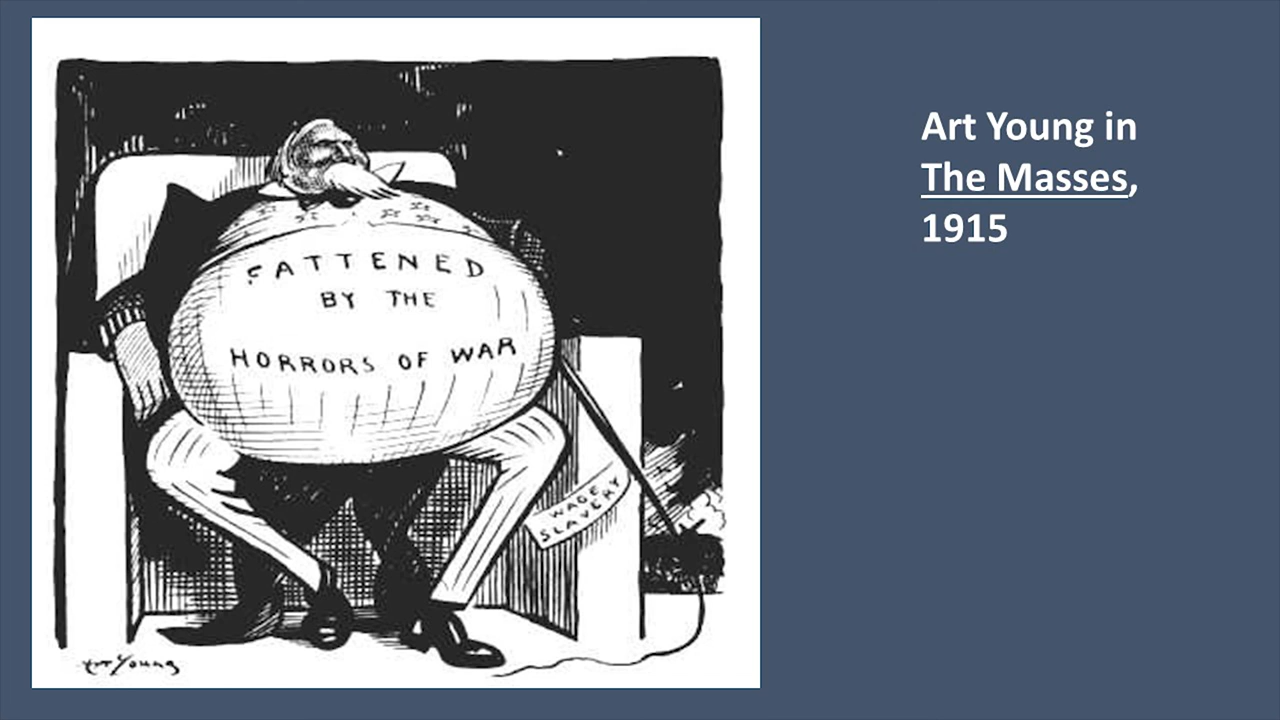 FATTENED
BY THE
HORRORS OF WAR
WAGE
SLAVERY
Art Young
Art Young in
The Masses,
1915